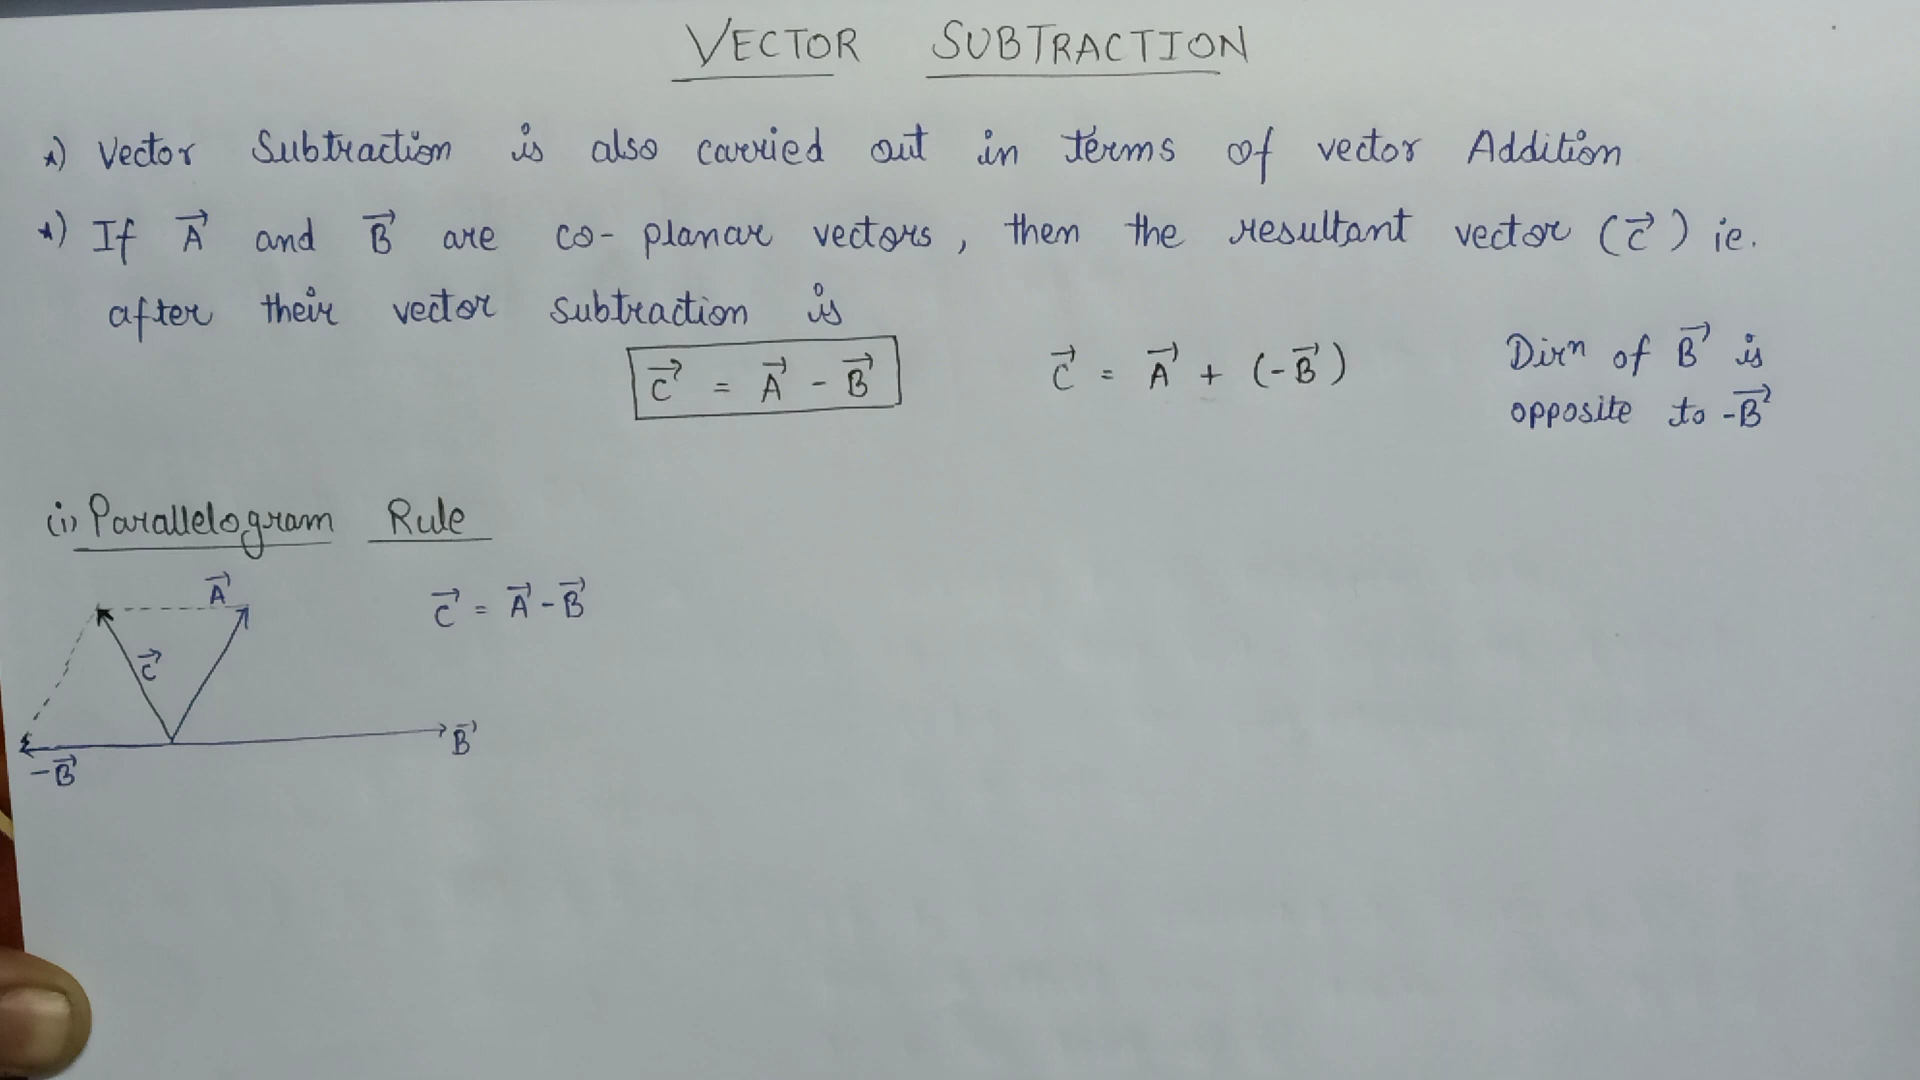 VECTOR SUBTRACTION
*) Vector Subtraction is also carried out in terms of vector Addition
*) If A⃗ and B⃗ are co-planar vectors, then the resultant vector (C⃗) ie.
after their vector subtraction is
C⃗ = A⃗ - B⃗
C⃗ = A⃗ + (-B⃗)
Dirn of B⃗ is
opposite to -B⃗
(i) Parallelogram Rule
A⃗
C⃗ = A⃗ - B⃗
C⃗
B⃗
-B⃗